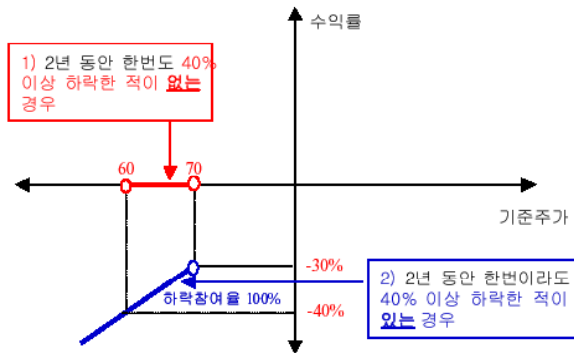 수익률
1) 2년 동안 한번도 40%
이상 하락한 적이 없는
경우
60
70
기준주가
-30%
하락참여율 100%
-40%
2) 2년 동안 한번이라도
40% 이상 하락한 적이
있는 경우